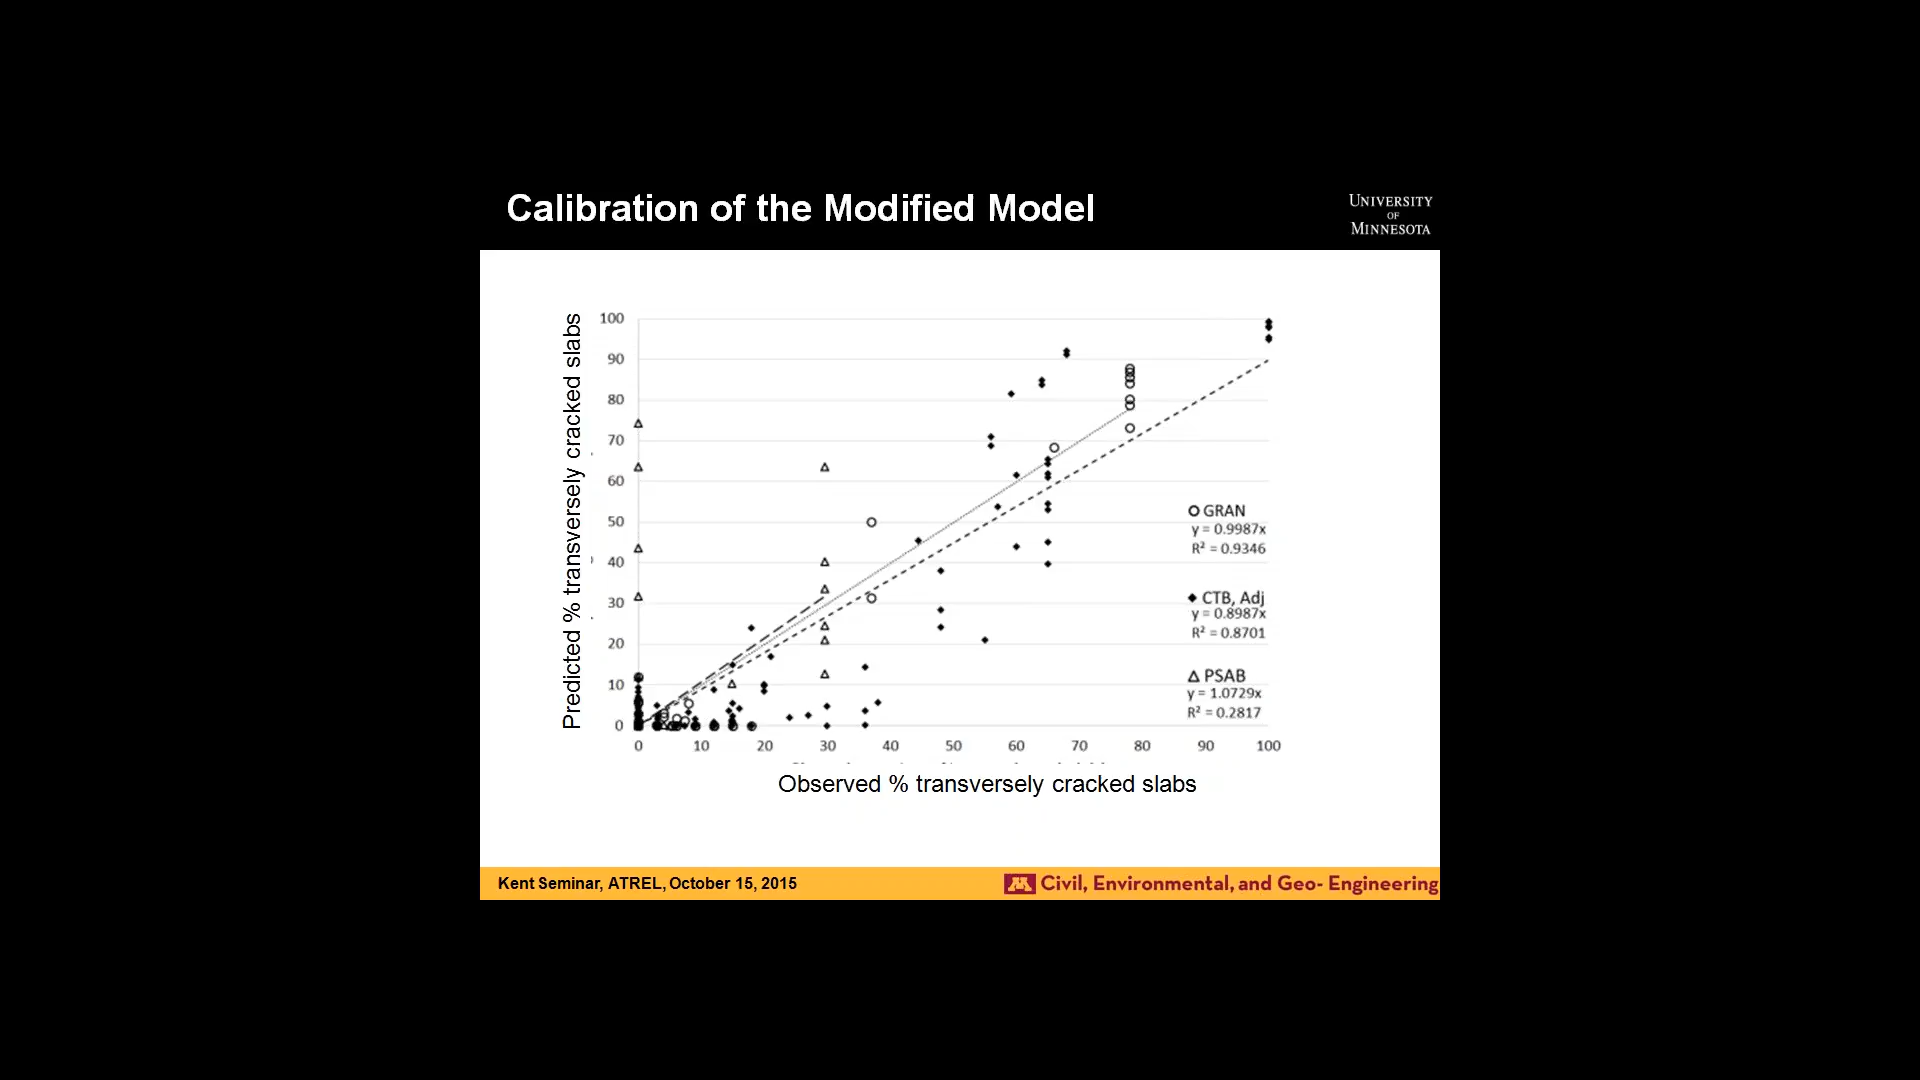 Calibration of the Modified Model
UNIVERSITY
OF
MINNESOTA
Predicted % transversely cracked slabs
100
90
80
70
60
50
40
30
20
10
0
0 10 20 30 40 50 60 70 80 90 100
GRAN
y = 0.9987x
R² = 0.9346
CTB, Adj
y = 0.8987x
R² = 0.8701
PSAB
y = 1.0729x
R² = 0.2817
Observed % transversely cracked slabs
Kent Seminar, ATREL, October 15, 2015
M Civil, Environmental, and Geo- Engineering